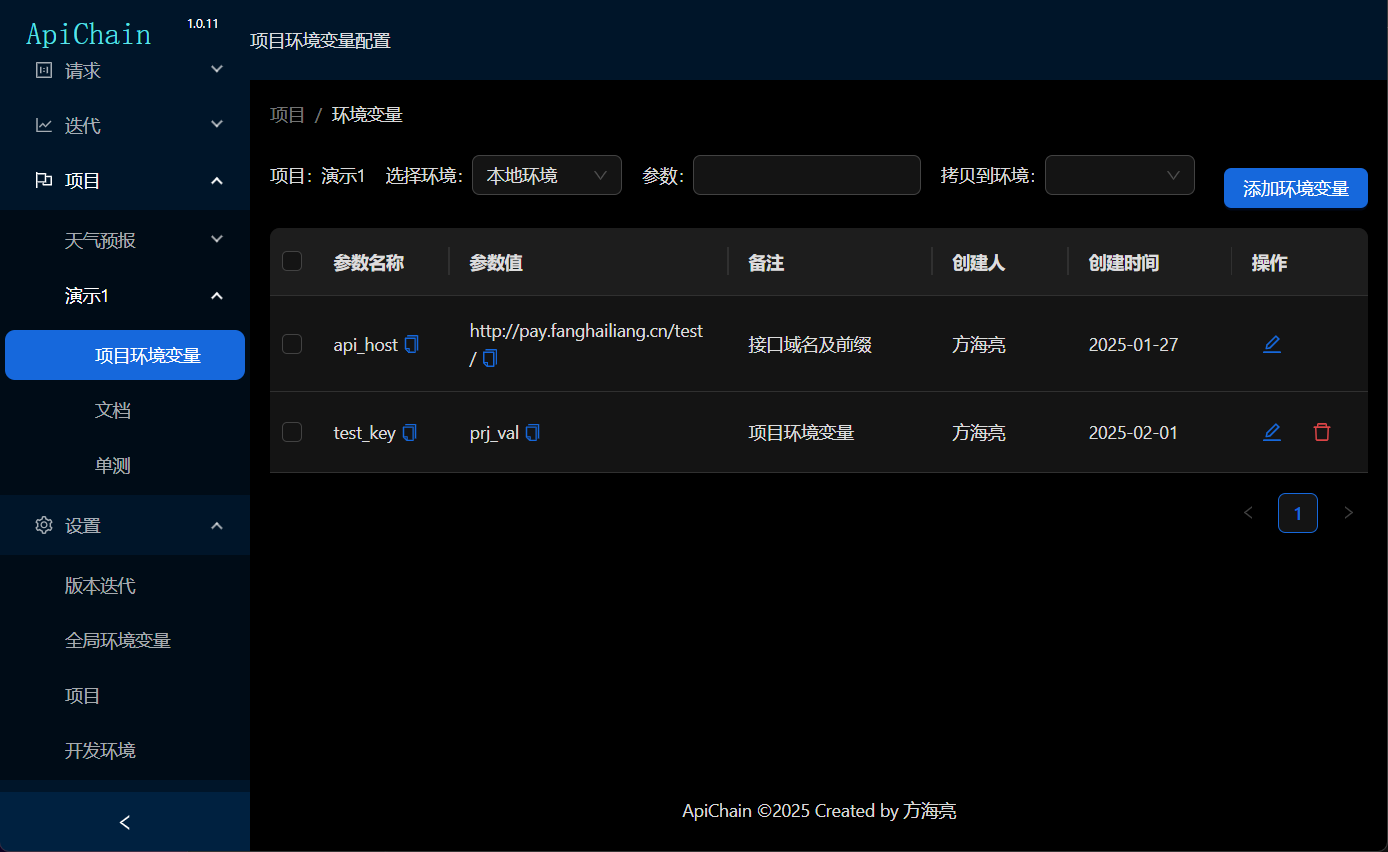 ApiChain 1.0.11
请求
迭代
项目
天气预报
演示1
项目环境变量
文档
单测
设置
版本迭代
全局环境变量
项目
开发环境
项目环境变量配置
项目 / 环境变量
项目：演示1 选择环境: 本地环境 参数: 拷贝到环境: 添加环境变量
参数名称 参数值 备注 创建人 创建时间 操作
api_host http://pay.fanghailiang.cn/test
/ 接口域名及前缀 方海亮 2025-01-27
test_key prj_val 项目环境变量 方海亮 2025-02-01
1
ApiChain ©2025 Created by 方海亮